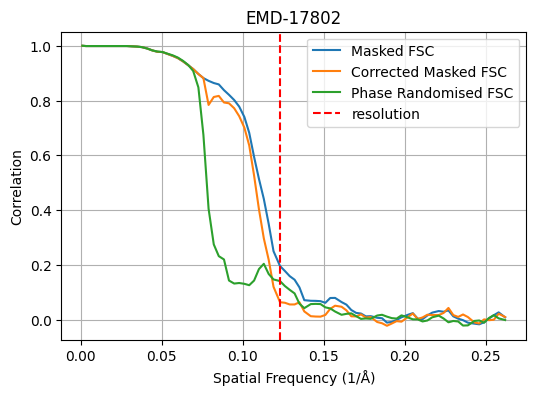 EMD-17802
Masked FSC
Corrected Masked FSC
Phase Randomised FSC
resolution
Correlation
1.0
0.8
0.6
0.4
0.2
0.0
0.00 0.05 0.10 0.15 0.20 0.25
Spatial Frequency (1/Å)